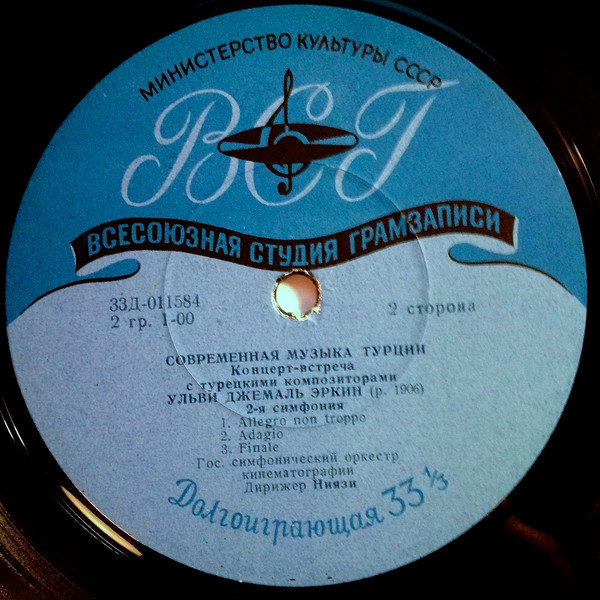 МИНИСТЕРСТВО КУЛЬТУРЫ СССР
ВСГ
ВСЕСОЮЗНАЯ СТУДИЯ ГРАМЗАПИСИ
33Д-011584
2 гр. 1-00
2 сторона
СОВРЕМЕННАЯ МУЗЫКА ТУРЦИИ
Концерт-встреча
с турецкими композиторами
УЛЬВИ ДЖЕМАЛЬ ЭРКИН (р. 1906)
2-я симфония
1. Allegro non troppo
2. Adagio
3. Finale
Гос. симфонический оркестр
кинематографии
Дирижер Ниязи
Долгоиграющая 33 1/3